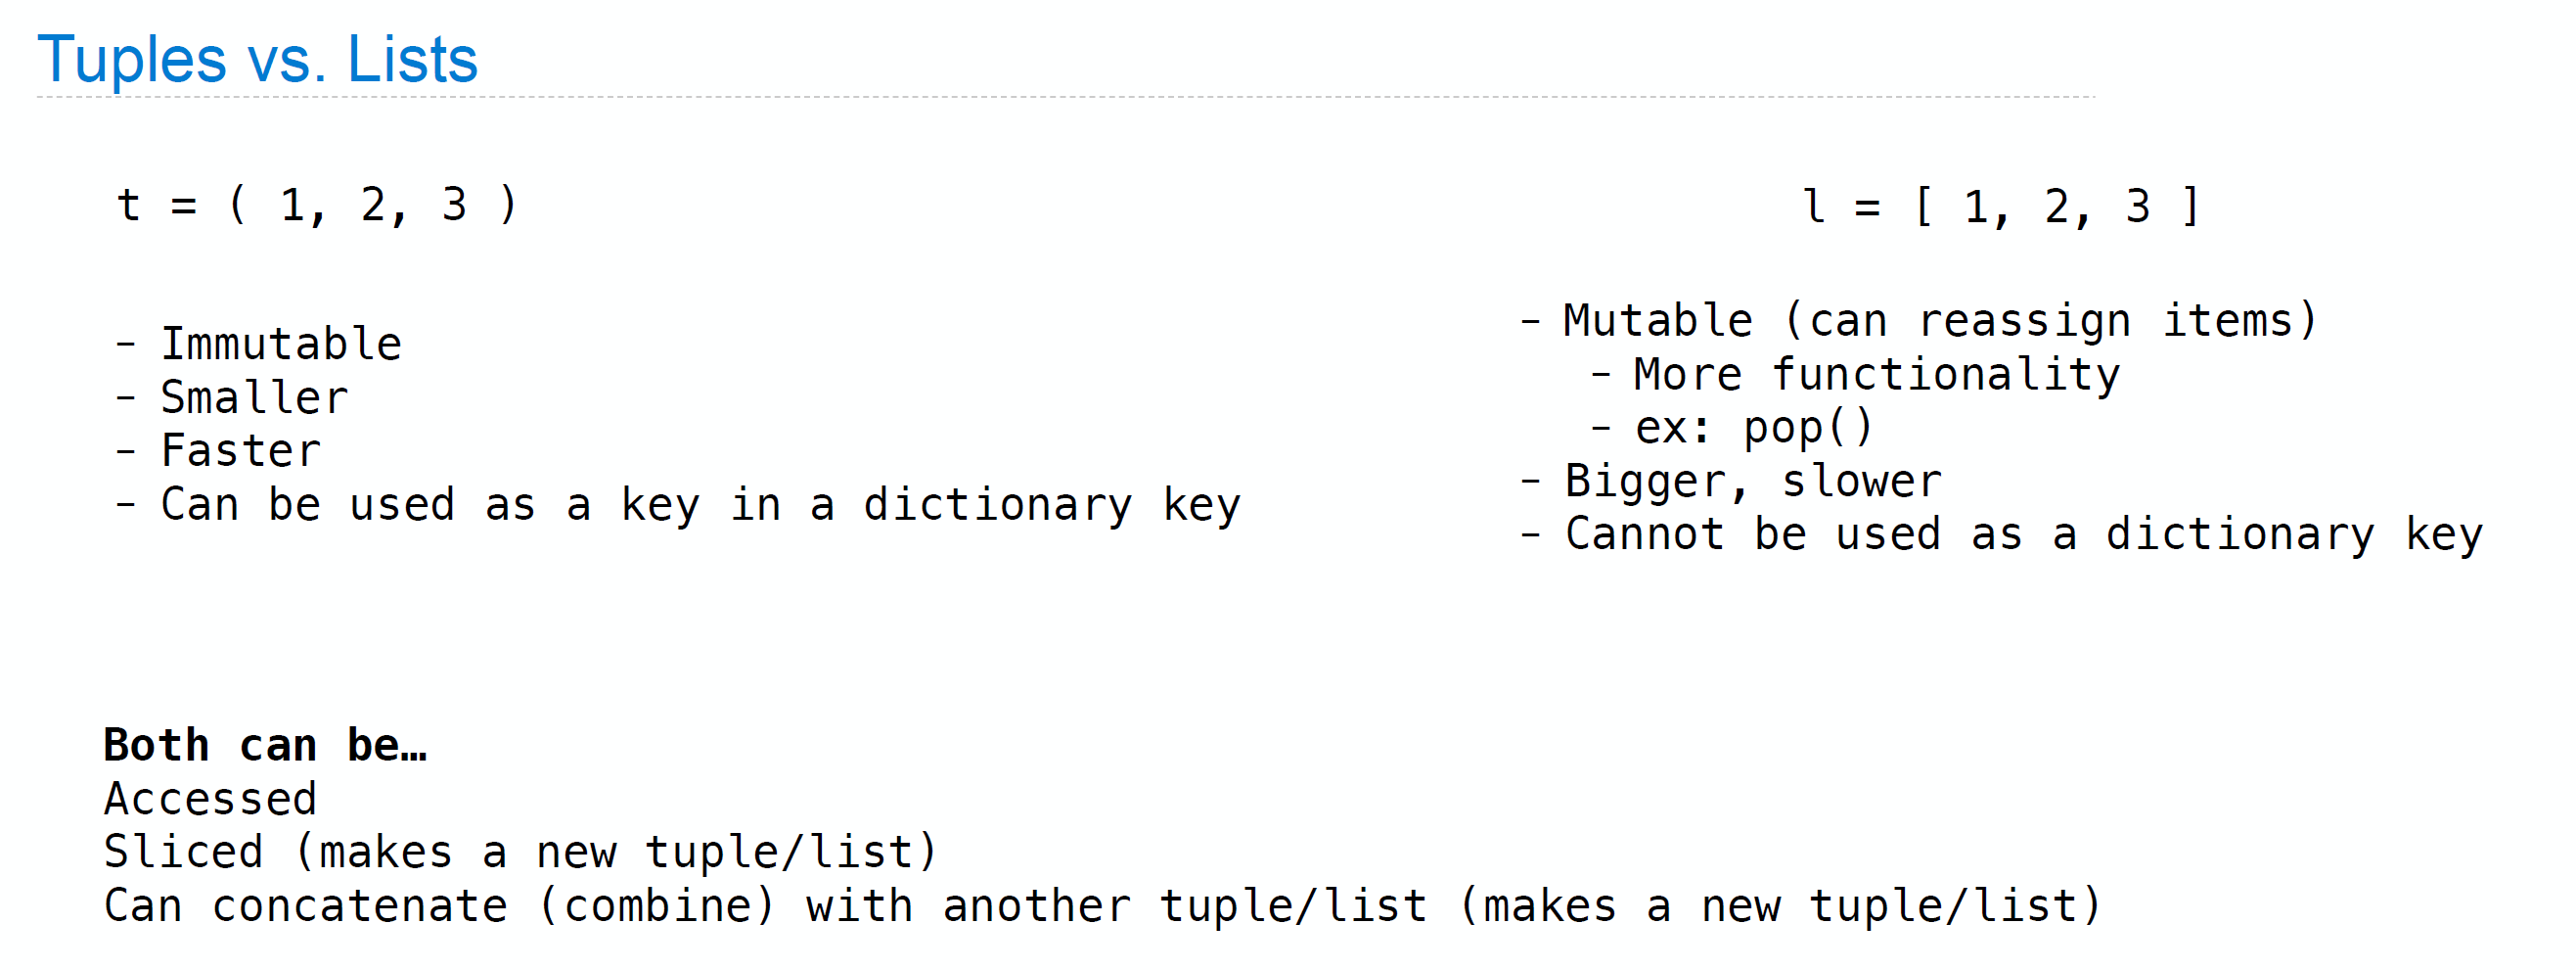 Tuples vs. Lists
t = ( 1, 2, 3 )
- Immutable
- Smaller
- Faster
- Can be used as a key in a dictionary key
l = [ 1, 2, 3 ]
- Mutable (can reassign items)
- More functionality
- ex: pop()
- Bigger, slower
- Cannot be used as a dictionary key
Both can be…
Accessed
Sliced (makes a new tuple/list)
Can concatenate (combine) with another tuple/list (makes a new tuple/list)